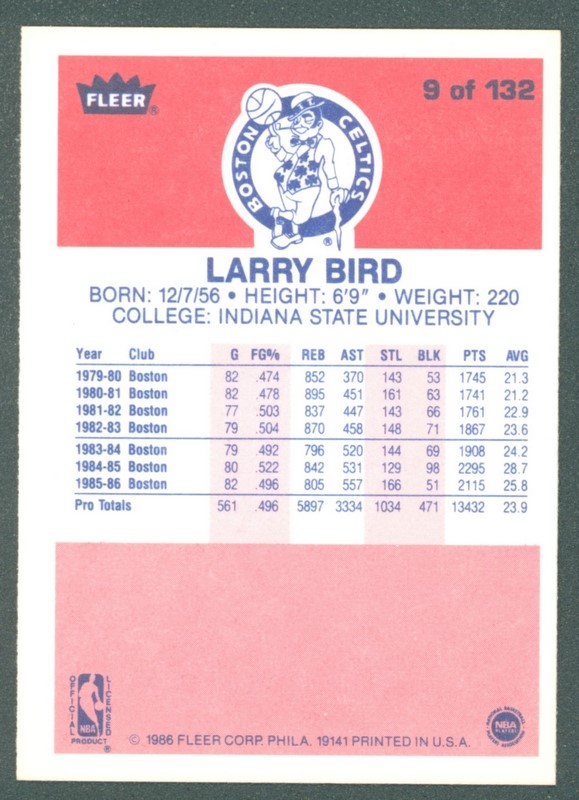 FLEER®
9 of 132
BOSTON CELTICS
®
LARRY BIRD
BORN: 12/7/56 • HEIGHT: 6'9" • WEIGHT: 220
COLLEGE: INDIANA STATE UNIVERSITY
Year Club G FG% REB AST STL BLK PTS AVG
1979-80 Boston 82 .474 852 370 143 53 1745 21.3
1980-81 Boston 82 .478 895 451 161 63 1741 21.2
1981-82 Boston 77 .503 837 447 143 66 1761 22.9
1982-83 Boston 79 .504 870 458 148 71 1867 23.6
1983-84 Boston 79 .492 796 520 144 69 1908 24.2
1984-85 Boston 80 .522 842 531 129 98 2295 28.7
1985-86 Boston 82 .496 805 557 166 51 2115 25.8
Pro Totals 561 .496 5897 3334 1034 471 13432 23.9
OFFICIAL LICENSED
NBA
PRODUCT ®
© 1986 FLEER CORP. PHILA. 19141 PRINTED IN U.S.A.
NATIONAL BASKETBALL
NBA
PLAYERS